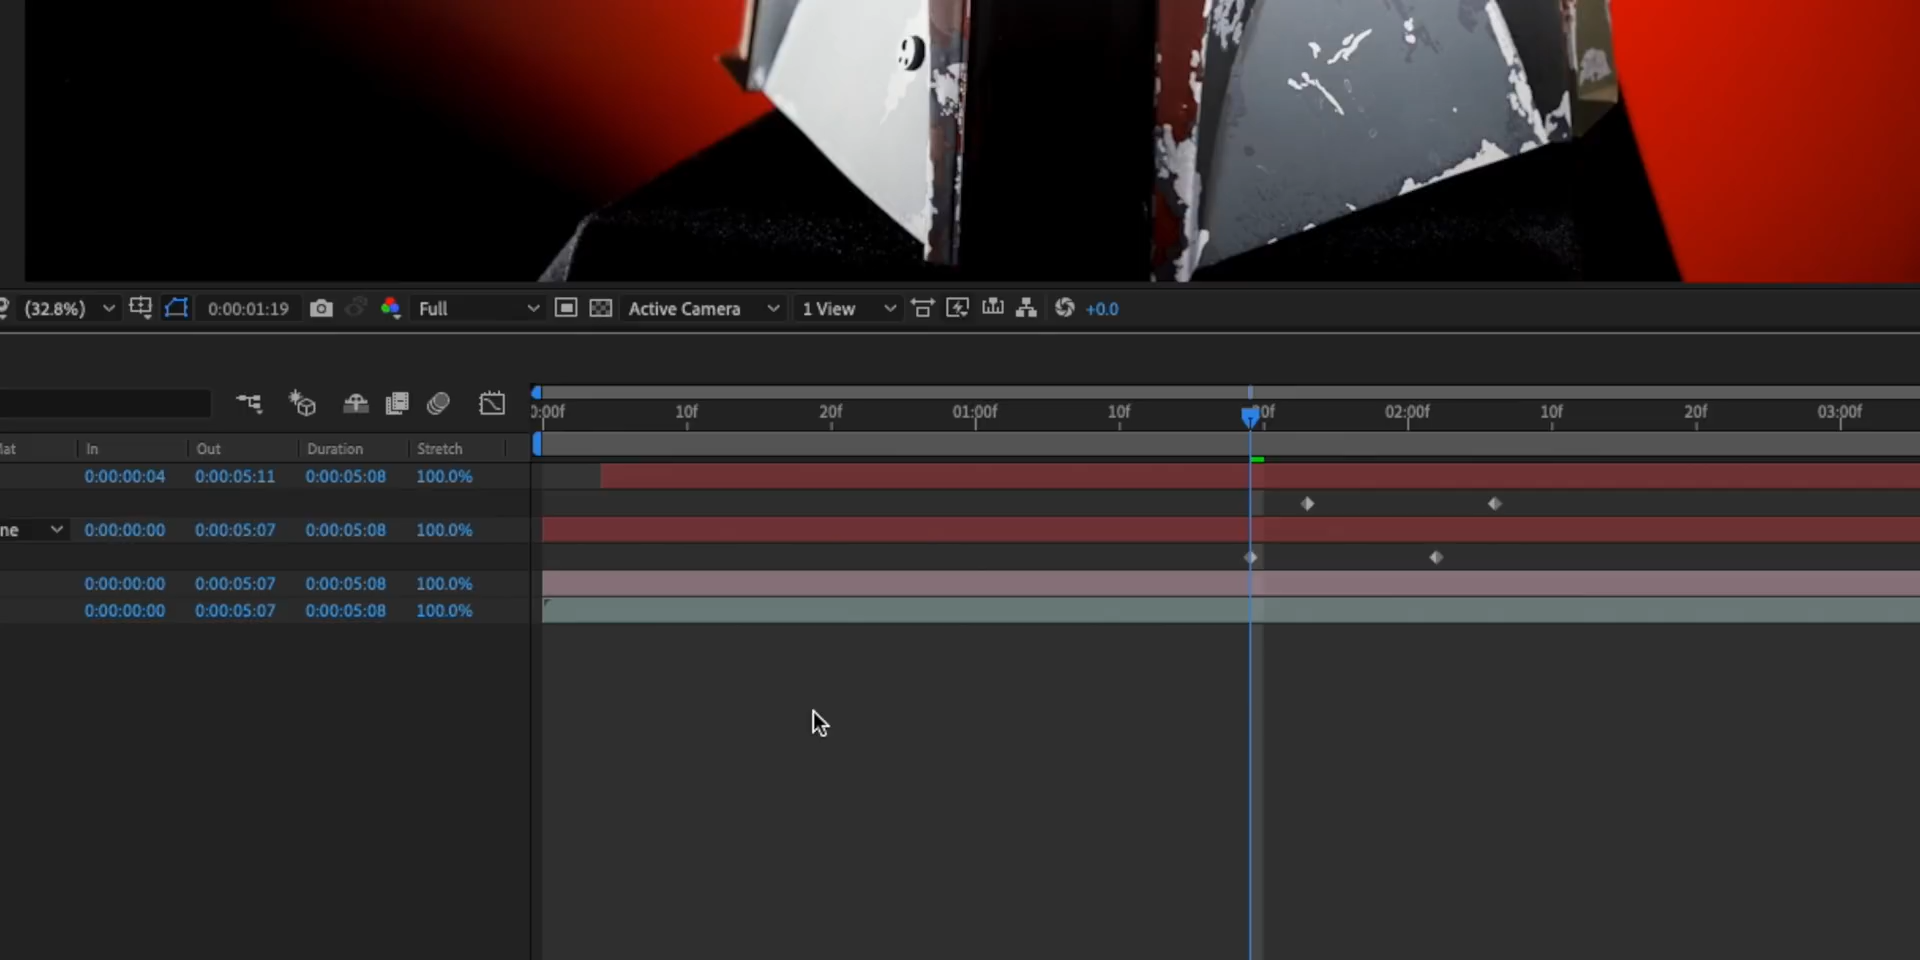 (32.8%) 0:00:01:19 Full Active Camera 1 View +0.0
0:00f 10f 20f 01:00f 10f 20f 02:00f 10f 20f 03:00f
In Out Duration Stretch
0:00:00:04 0:00:05:11 0:00:05:08 100.0%
0:00:00:00 0:00:05:07 0:00:05:08 100.0%
0:00:00:00 0:00:05:07 0:00:05:08 100.0%
0:00:00:00 0:00:05:07 0:00:05:08 100.0%